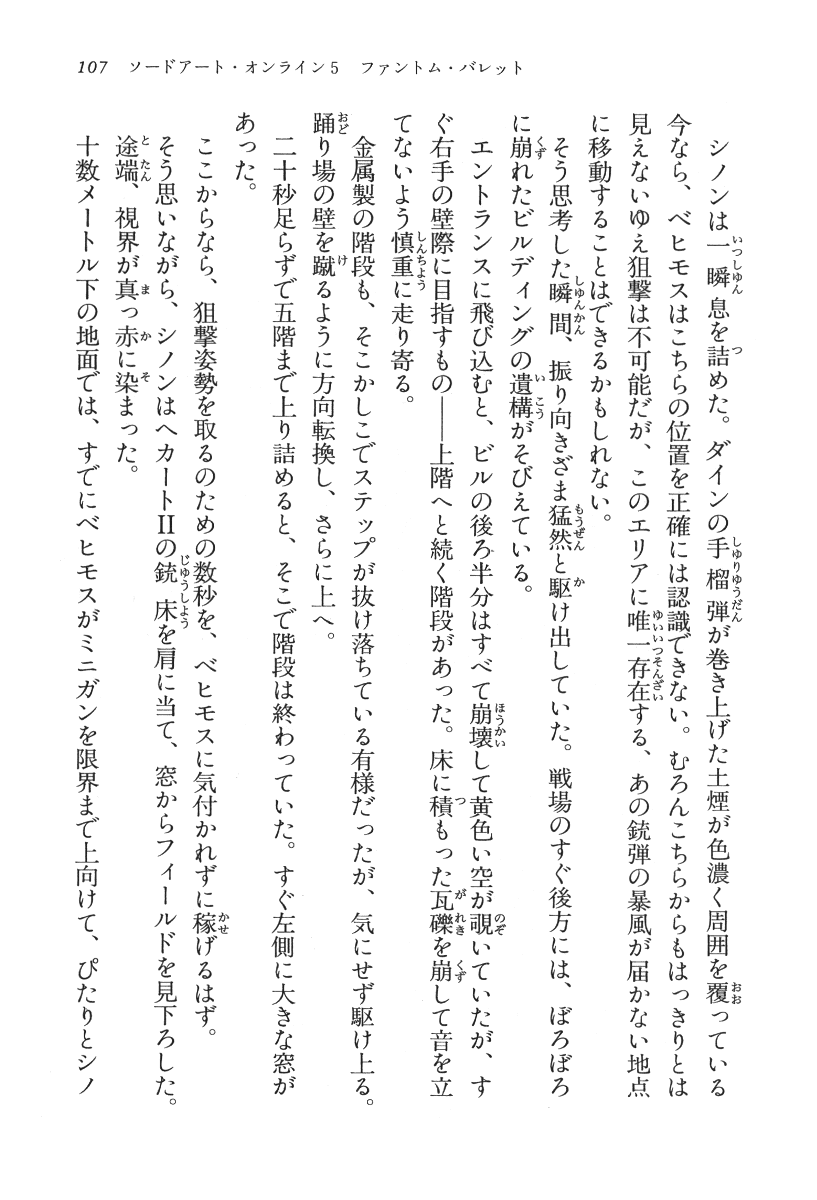 107 ソードアート・オンライン5 ファントム・バレット
シノンは一瞬息を詰めた。ダインの手榴弾が巻き上げた土煙が色濃く周囲を覆っている
今なら、ベヒモスはこちらの位置を正確には認識できない。むろんこちらからもはっきりとは
見えないゆえ狙撃は不可能だが、このエリアに唯一存在する、あの銃弾の暴風が届かない地点
に移動することはできるかもしれない。
そう思考した瞬間、振り向きざま猛然と駆け出していた。戦場のすぐ後方には、ぼろぼろ
に崩れたビルディングの遺構がそびえている。
エントランスに飛び込むと、ビルの後ろ半分はすべて崩壊して黄色い空が覗いていたが、す
ぐ右手の壁際に目指すもの――上階へと続く階段があった。床に積もった瓦礫を崩して音を立
てないよう慎重に走り寄る。
金属製の階段も、そこかしこでステップが抜け落ちている有様だったが、気にせず駆け上る。
踊り場の壁を蹴るように方向転換し、さらに上へ。
二十秒足らずで五階まで上り詰めると、そこで階段は終わっていた。すぐ左側に大きな窓が
あった。
ここからなら、狙撃姿勢を取るのための数秒を、ベヒモスに気付かれずに稼げるはず。
そう思いながら、シノンはヘカートIIの銃床を肩に当て、窓からフィールドを見下ろした。
途端、視界が真っ赤に染まった。
十数メートル下の地面では、すでにベヒモスがミニガンを限界まで上向けて、ぴたりとシノ